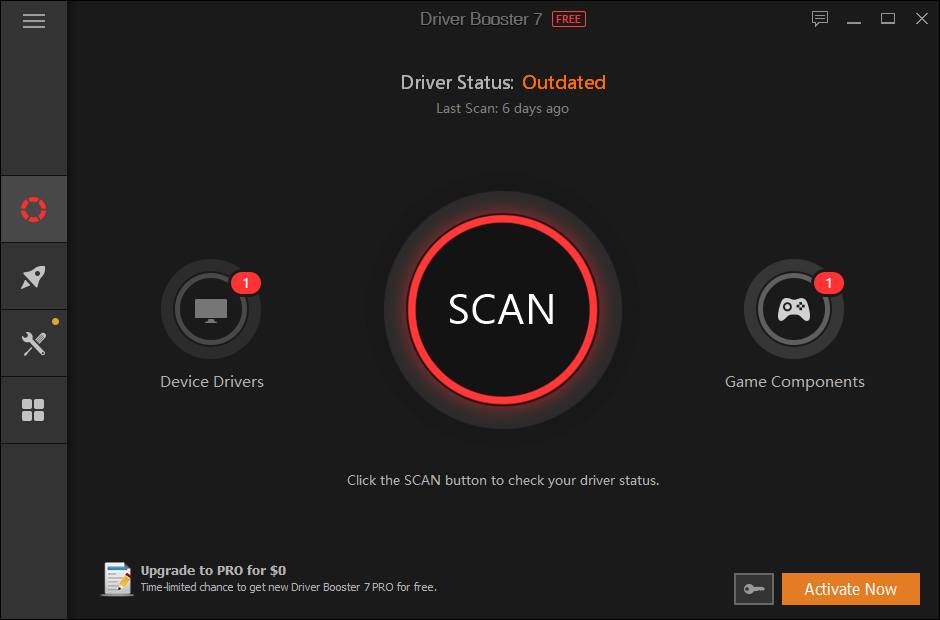 Driver Booster 7 FREE
Driver Status: Outdated
Last Scan: 6 days ago
1
1
SCAN
Device Drivers
Game Components
Click the SCAN button to check your driver status.
Upgrade to PRO for $0
Time-limited chance to get new Driver Booster 7 PRO for free.
Activate Now